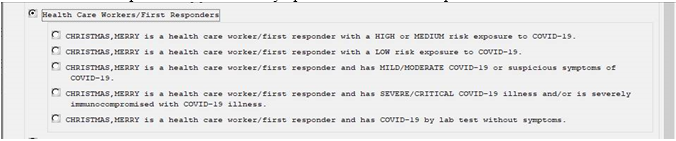 Health Care Workers/First Responders
CHRISTMAS,MERRY is a health care worker/first responder with a HIGH or MEDIUM risk exposure to COVID-19.
CHRISTMAS,MERRY is a health care worker/first responder with a LOW risk exposure to COVID-19.
CHRISTMAS,MERRY is a health care worker/first responder and has MILD/MODERATE COVID-19 or suspicious symptoms of
COVID-19.
CHRISTMAS,MERRY is a health care worker/first responder and has SEVERE/CRITICAL COVID-19 illness and/or is severely
immunocompromised with COVID-19 illness.
CHRISTMAS,MERRY is a health care worker/first responder and has COVID-19 by lab test without symptoms.